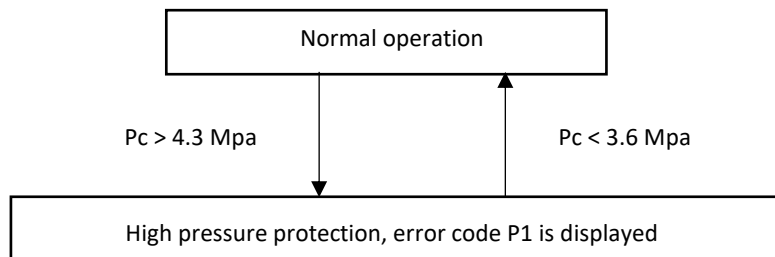 Normal operation
Pc > 4.3 Mpa
Pc < 3.6 Mpa
High pressure protection, error code P1 is displayed